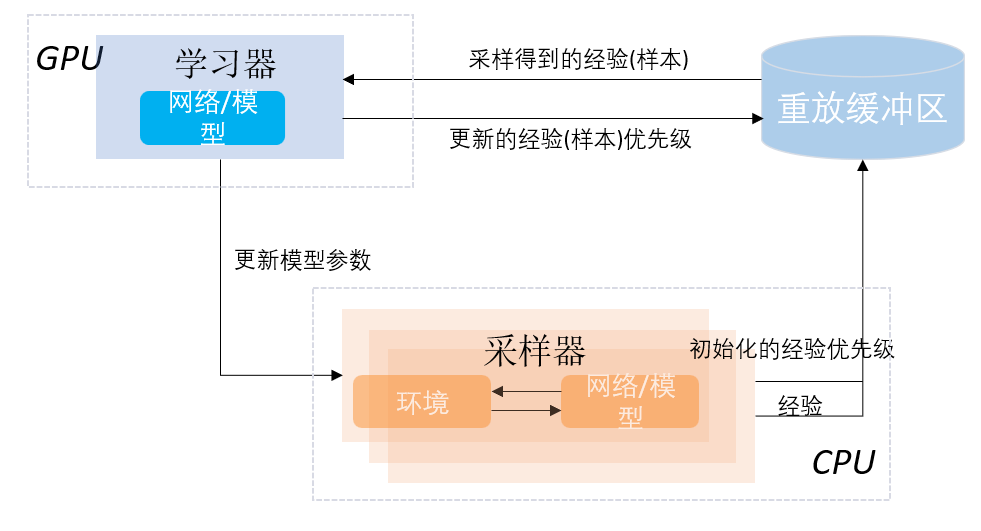 GPU
学习器
网络/模
型
采样得到的经验(样本)
更新的经验(样本)优先级
重放缓冲区
更新模型参数
采样器
环境
网络/模
型
初始化的经验优先级
经验
CPU